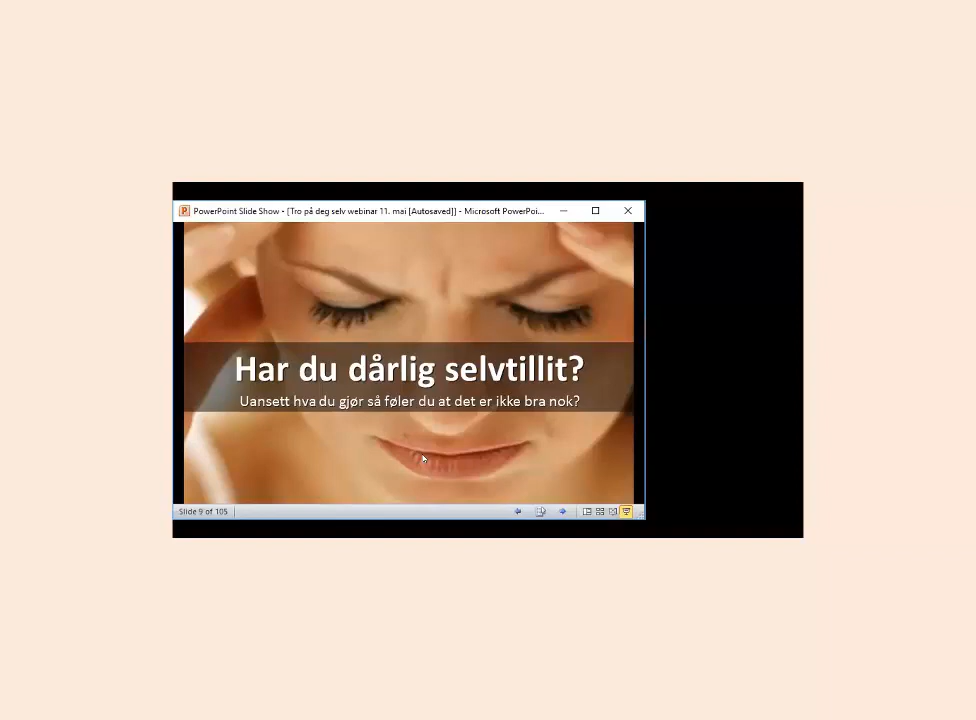 PowerPoint Slide Show - [Tro på deg selv webinar 11. mai [Autosaved]] - Microsoft PowerPoi...
Har du dårlig selvtillit?
Uansett hva du gjør så føler du at det er ikke bra nok?
Slide 9 of 105